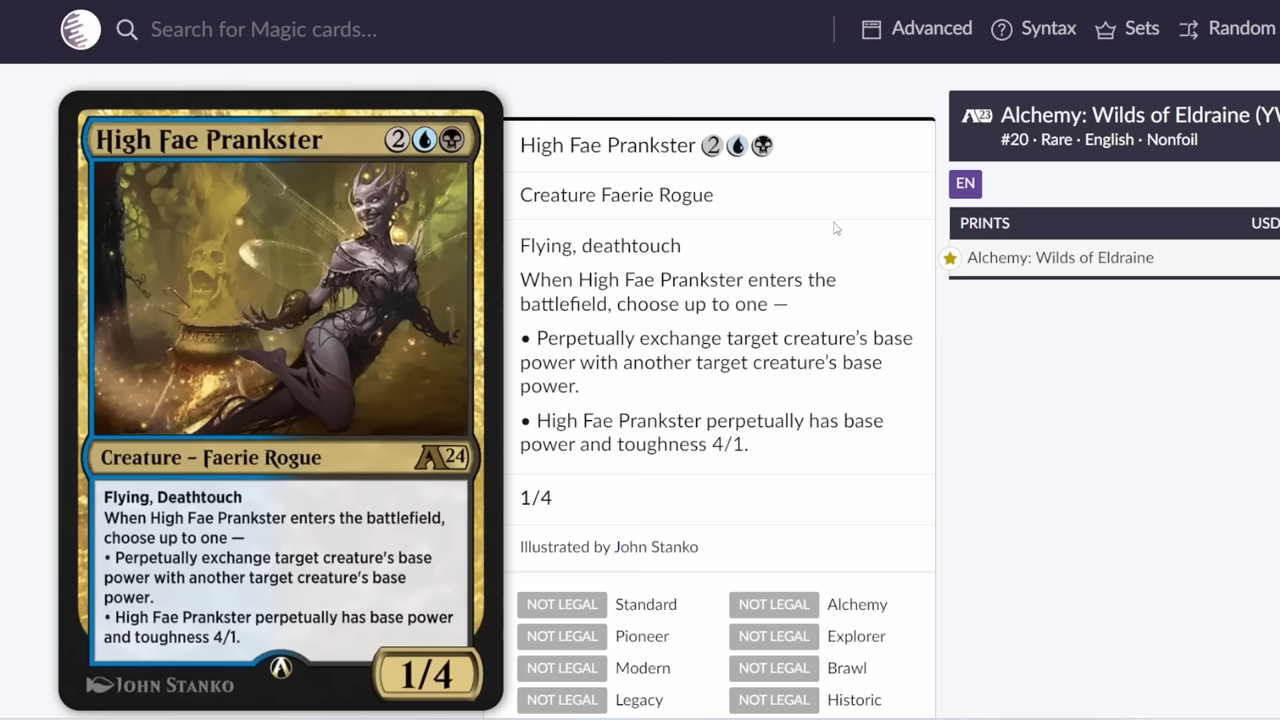 Search for Magic cards...
Advanced
Syntax
Sets
Random
High Fae Prankster 2
Creature – Faerie Rogue
A24
Flying, Deathtouch
When High Fae Prankster enters the battlefield,
choose up to one —
• Perpetually exchange target creature's base
power with another target creature's base
power.
• High Fae Prankster perpetually has base power
and toughness 4/1.
1/4
JOHN STANKO
High Fae Prankster 2
Creature Faerie Rogue
Flying, deathtouch
When High Fae Prankster enters the
battlefield, choose up to one —
• Perpetually exchange target creature’s base
power with another target creature’s base
power.
• High Fae Prankster perpetually has base
power and toughness 4/1.
1/4
Illustrated by John Stanko
NOT LEGAL Standard NOT LEGAL Alchemy
NOT LEGAL Pioneer NOT LEGAL Explorer
NOT LEGAL Modern NOT LEGAL Brawl
NOT LEGAL Legacy NOT LEGAL Historic
A23 Alchemy: Wilds of Eldraine (YW
#20 · Rare · English · Nonfoil
EN
PRINTS USD
Alchemy: Wilds of Eldraine